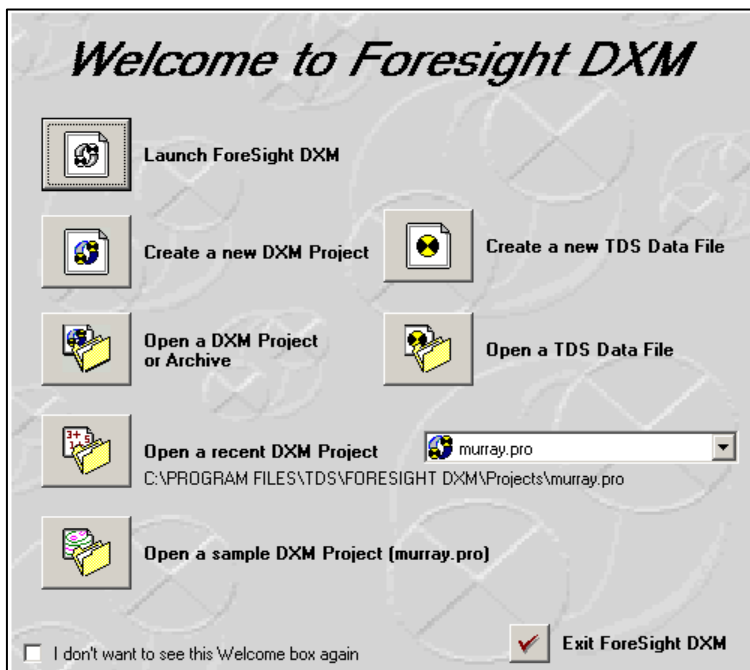 Welcome to Foresight DXM
Launch ForeSight DXM
Create a new DXM Project
Create a new TDS Data File
Open a DXM Project
or Archive
Open a TDS Data File
Open a recent DXM Project
murray.pro
C:\PROGRAM FILES\TDS\FORESIGHT DXM\Projects\murray.pro
Open a sample DXM Project (murray.pro)
I don't want to see this Welcome box again
Exit ForeSight DXM